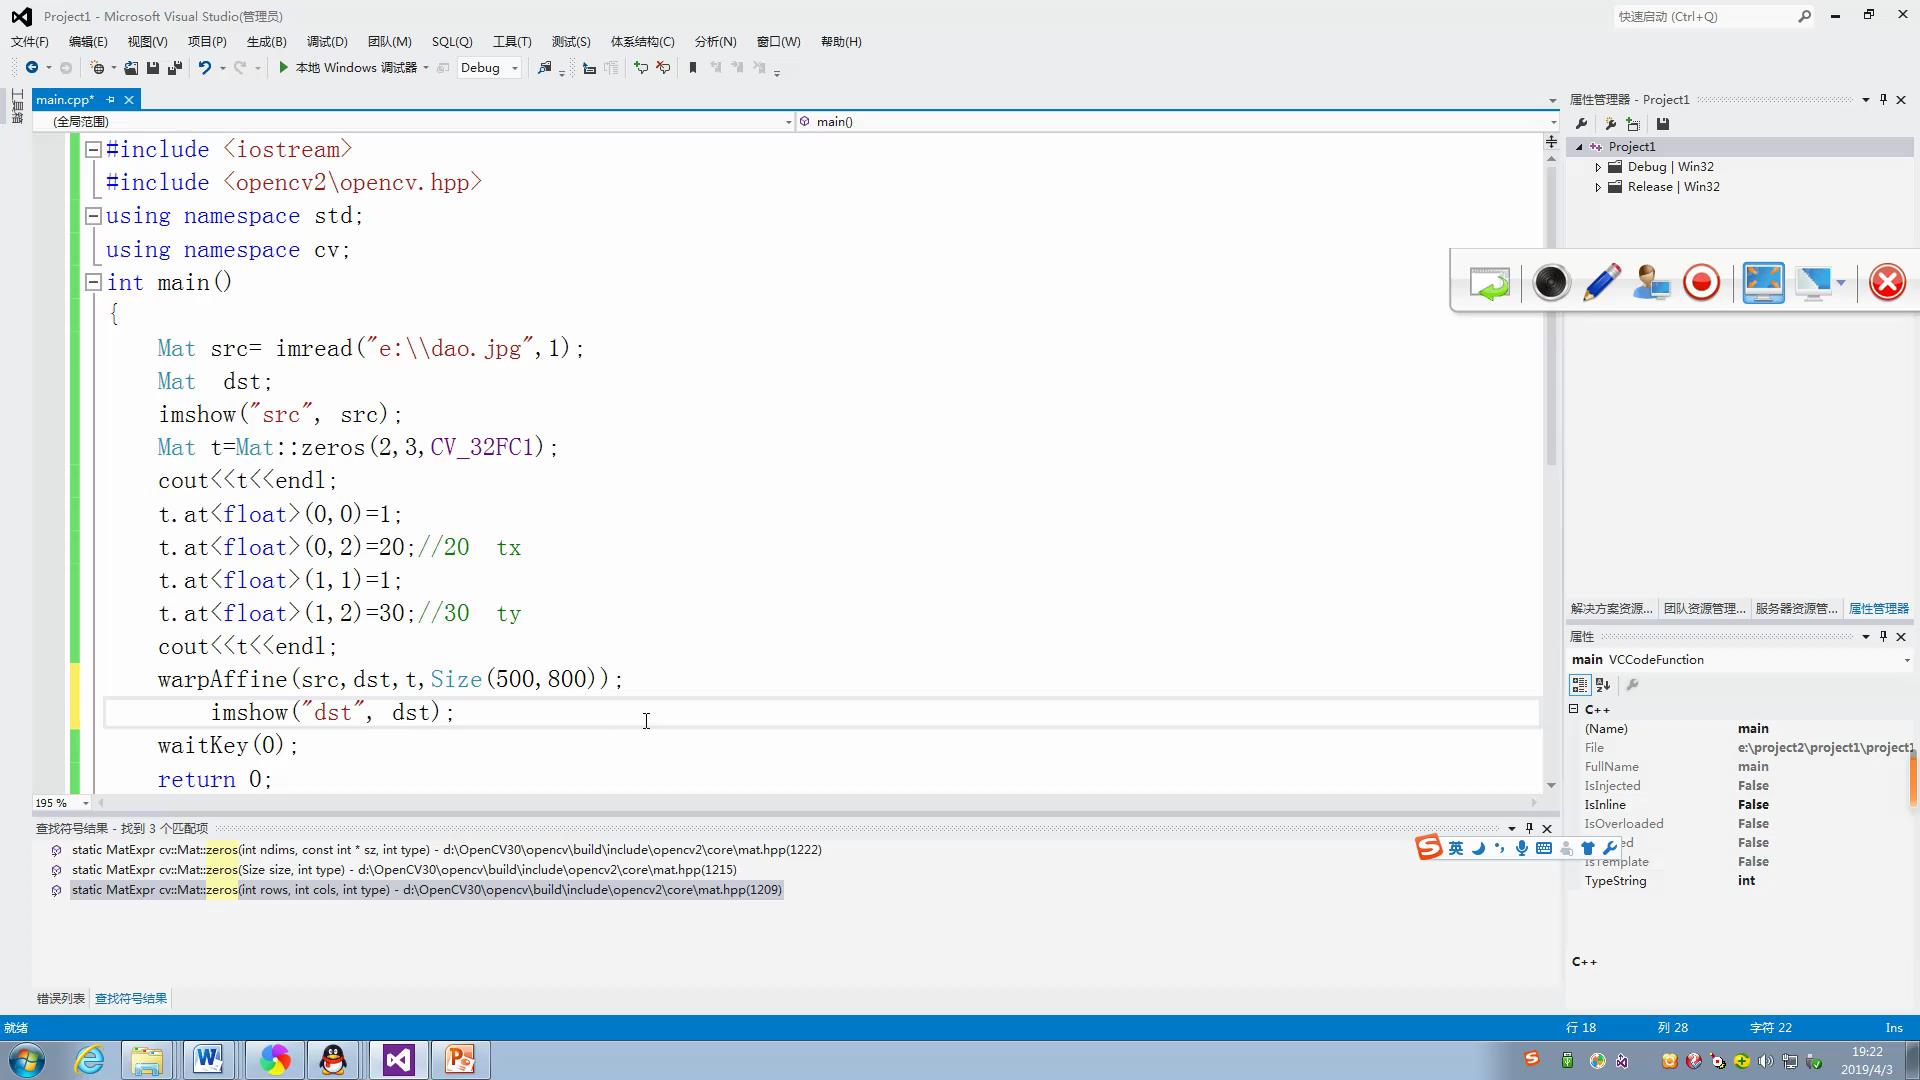 Project1 - Microsoft Visual Studio(管理员)
快速启动 (Ctrl+Q)
文件(F) 编辑(E) 视图(V) 项目(P) 生成(B) 调试(D) 团队(M) SQL(Q) 工具(T) 测试(S) 体系结构(C) 分析(N) 窗口(W) 帮助(H)
本地 Windows 调试器 Debug
工具箱
main.cpp*
(全局范围) main()
#include <iostream>
#include <opencv2\opencv.hpp>
using namespace std;
using namespace cv;
int main()
{
Mat src= imread("e:\\dao.jpg",1);
Mat dst;
imshow("src", src);
Mat t=Mat::zeros(2,3,CV_32FC1);
cout<<t<<endl;
t.at<float>(0,0)=1;
t.at<float>(0,2)=20;//20 tx
t.at<float>(1,1)=1;
t.at<float>(1,2)=30;//30 ty
cout<<t<<endl;
warpAffine(src,dst,t,Size(500,800));
imshow("dst", dst);
waitKey(0);
return 0;
195 %
查找符号结果 - 找到 3 个匹配项
static MatExpr cv::Mat::zeros(int ndims, const int * sz, int type) - d:\OpenCV30\opencv\build\include\opencv2\core\mat.hpp(1222)
static MatExpr cv::Mat::zeros(Size size, int type) - d:\OpenCV30\opencv\build\include\opencv2\core\mat.hpp(1215)
static MatExpr cv::Mat::zeros(int rows, int cols, int type) - d:\OpenCV30\opencv\build\include\opencv2\core\mat.hpp(1209)
错误列表 查找符号结果
属性管理器 - Project1
Project1
Debug | Win32
Release | Win32
解决方案资源... 团队资源管理... 服务器资源管... 属性管理器
属性
main VCCodeFunction
C++
(Name) main
File e:\project2\project1\project1
FullName main
IsInjected False
IsInline False
IsOverloaded False
False
IsTemplate False
TypeString int
英
C++
就绪 行 18 列 28 字符 22 Ins
19:22
2019/4/3